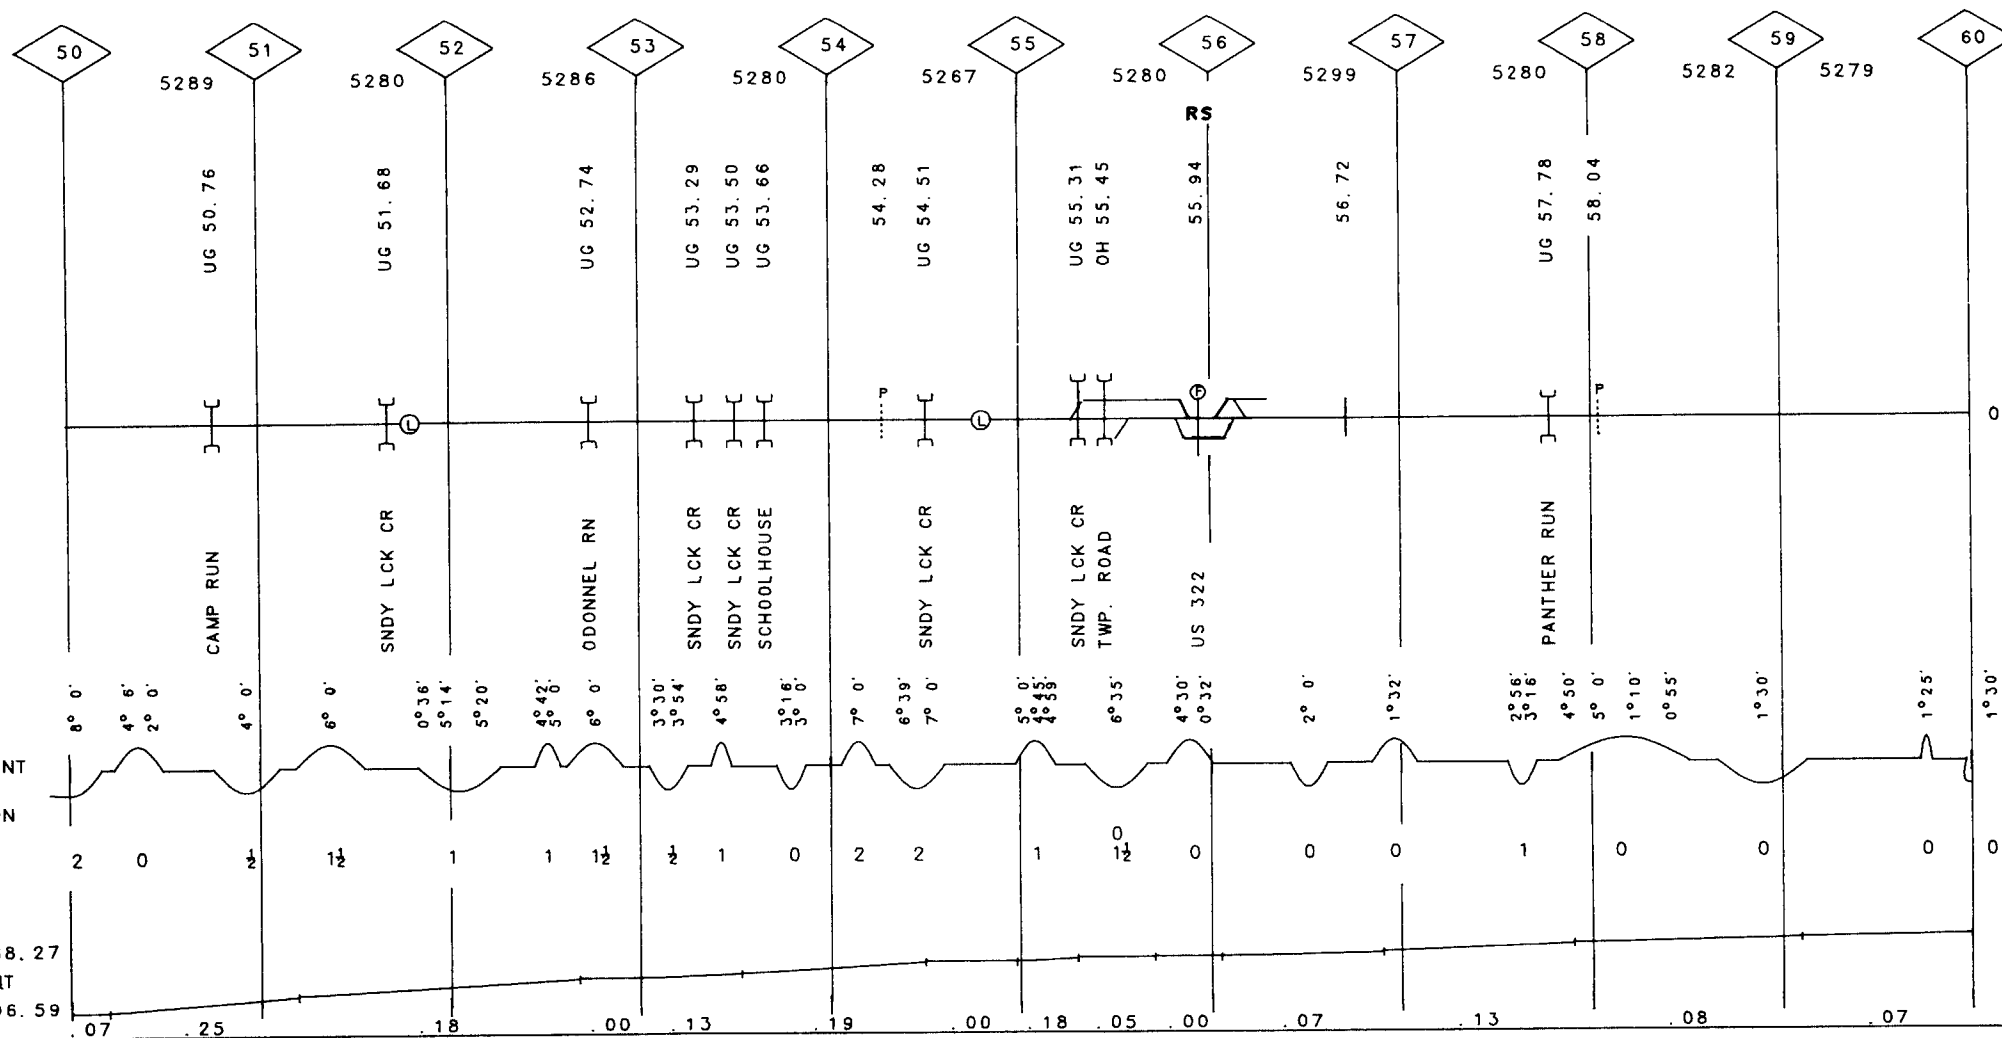 50 51 52 53 54 55 56 57 58 59 60
5289 5280 5286 5280 5267 5280 5299 5280 5282 5279
RS
UG 50.76
UG 51.68
UG 52.74
UG 53.29
UG 53.50
UG 53.66
54.28
UG 54.51
UG 55.31
OH 55.45
55.94
56.72
UG 57.78
58.04
P
F
P
L
L
0
CAMP RUN
SNDY LCK CR
ODONNEL RN
SNDY LCK CR
SNDY LCK CR
SCHOOLHOUSE
SNDY LCK CR
SNDY LCK CR
TWP. ROAD
US 322
PANTHER RUN
8° 0'
4° 6'
2° 0'
4° 0'
6° 0'
0°36'
5°14'
5°20'
4°42'
5° 0'
6° 0'
3°30'
3°54'
4°58'
3°16'
3° 0'
7° 0'
6°39'
7° 0'
5° 0'
4°45'
4°59'
6°35'
4°30'
0°32'
2° 0'
1°32'
2°56'
3°16'
4°50'
5° 0'
1°10'
0°55'
1°30'
1°25'
1°30'
NT
N
0
2 0 ½ 1½ 1 1 1½ ½ 1 0 2 2 1 1½ 0 0 0 1 0 0 0 0
8.27
NT
6.59
.07 .25 .18 .00 .13 .19 .00 .18 .05 .00 .07 .13 .08 .07